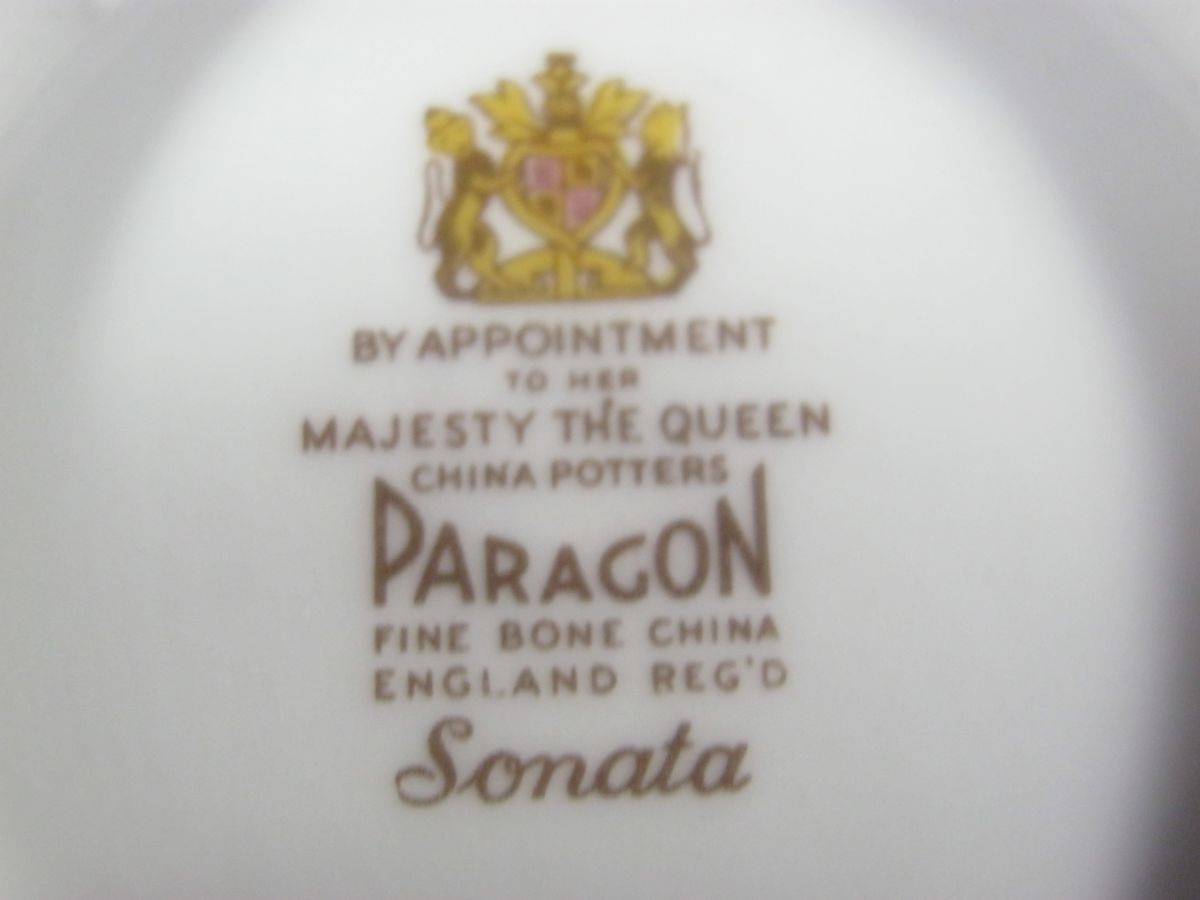 BY APPOINTMENT
TO HER
MAJESTY THE QUEEN
CHINA POTTERS
PARAGON
FINE BONE CHINA
ENGLAND REG'D
Sonata